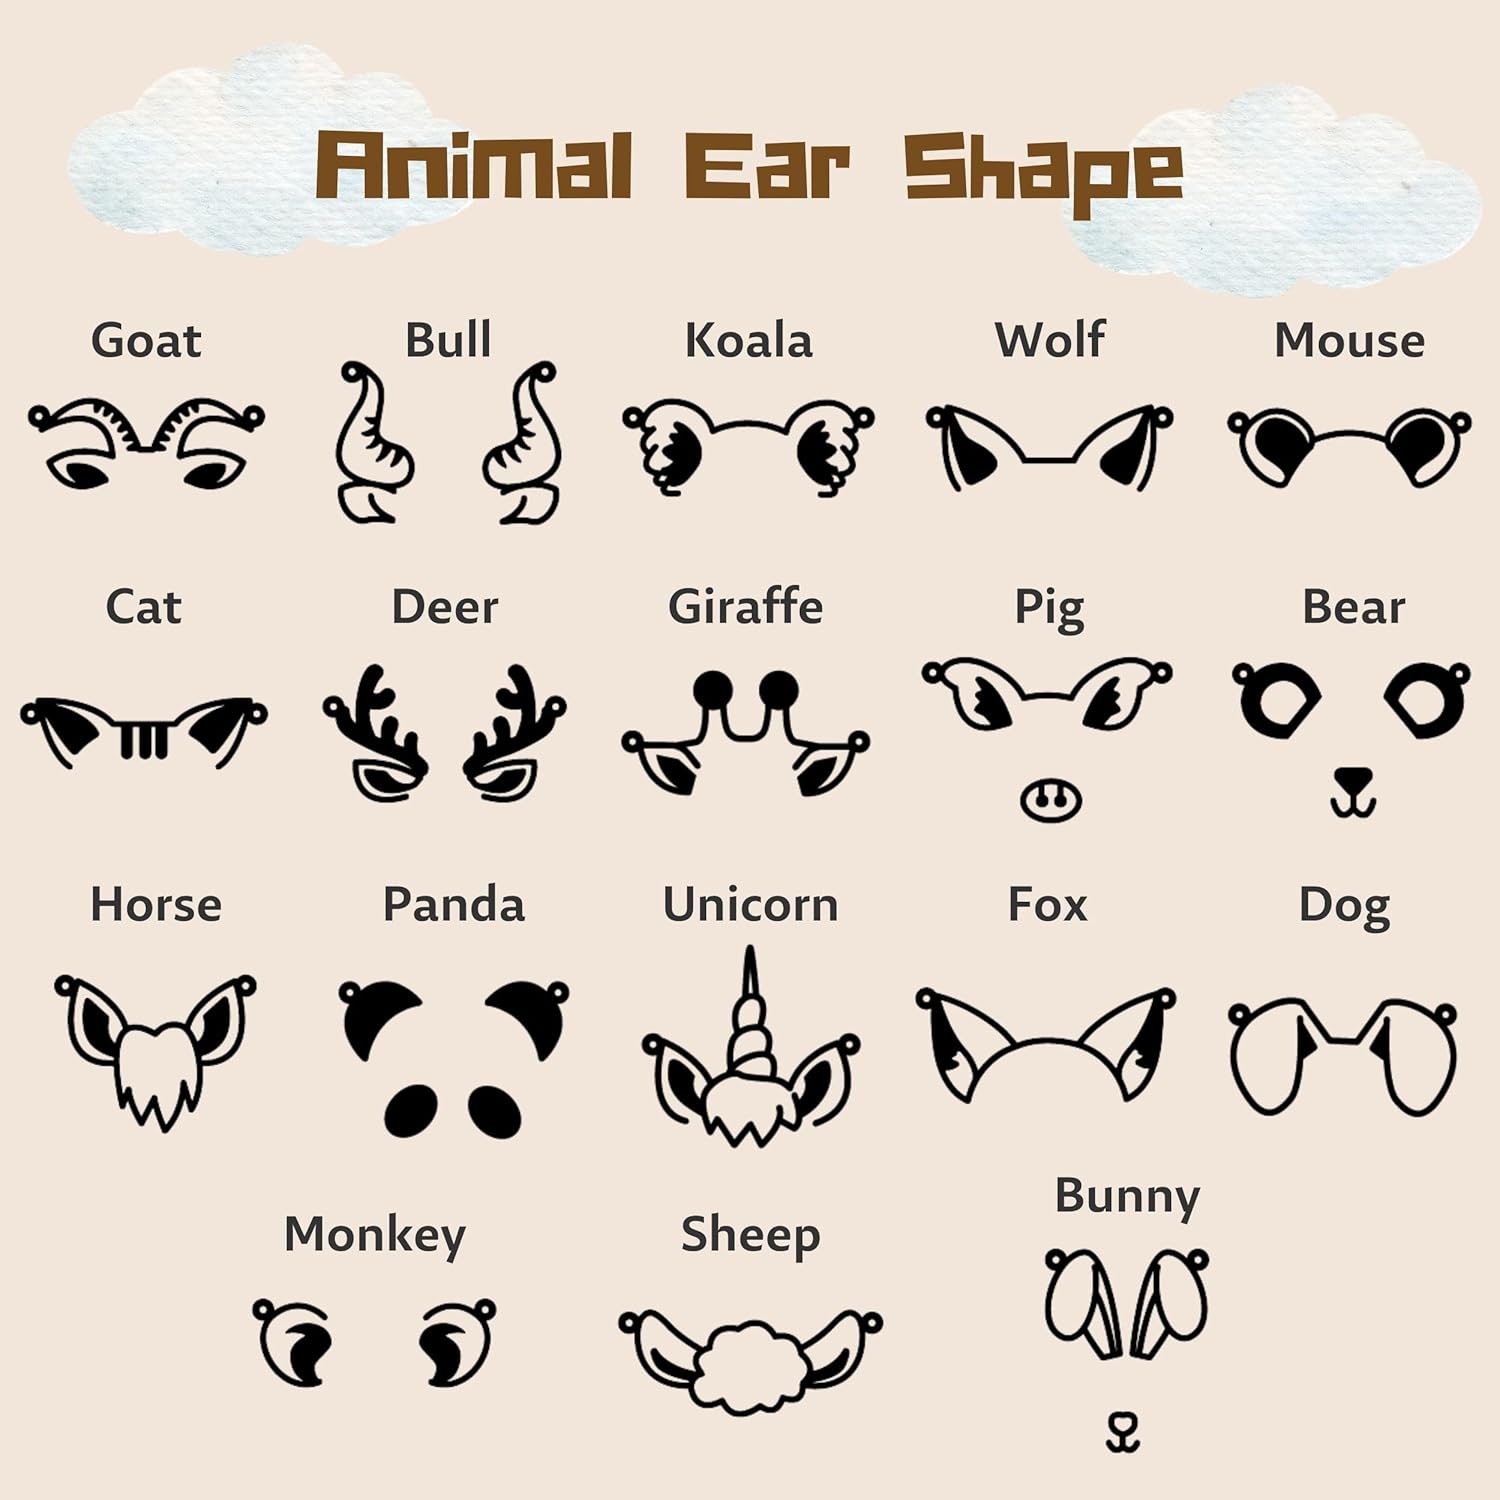 Animal Ear Shape
Goat Bull Koala Wolf Mouse
Cat Deer Giraffe Pig Bear
Horse Panda Unicorn Fox Dog
Monkey Sheep Bunny